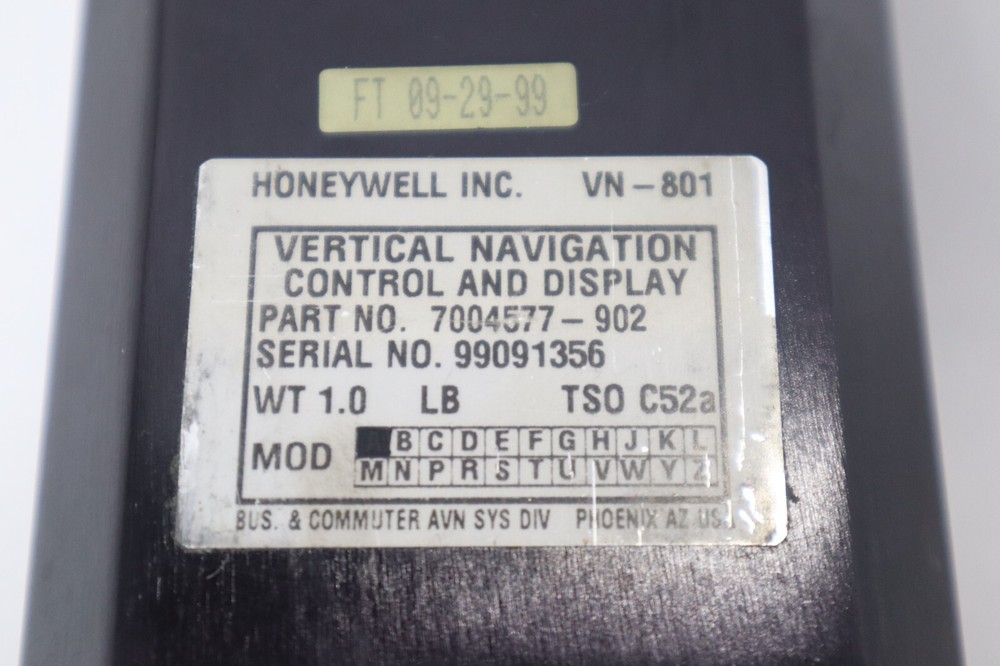 FT 09-29-99
HONEYWELL INC. VN-801
VERTICAL NAVIGATION
CONTROL AND DISPLAY
PART NO. 7004577-902
SERIAL NO. 99091356
WT 1.0 LB TSO C52a
MOD B C D E F G H J K L
M N P R S T U V W Y Z
BUS. & COMMUTER AVN SYS DIV PHOENIX AZ US